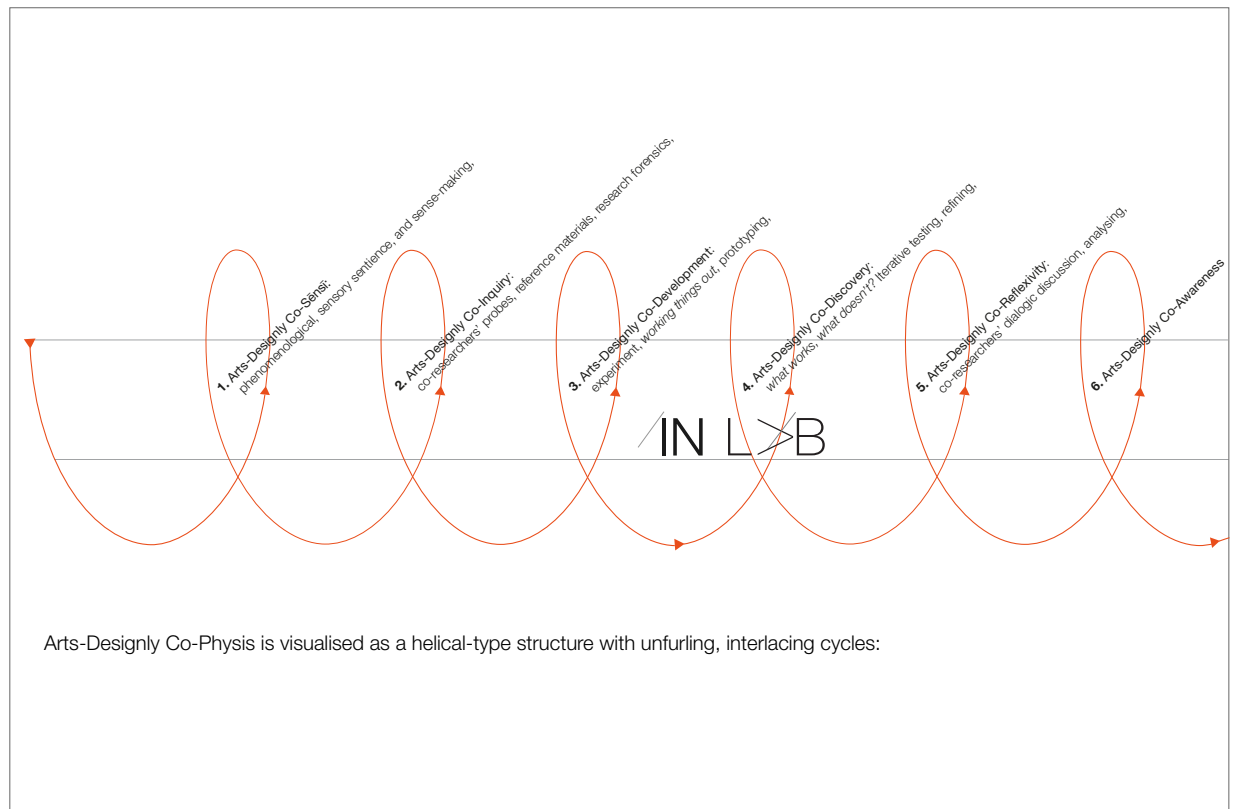 1. Arts-Designly Co-Sēnsī:
phenomenological, sensory sentience, and sense-making,
2. Arts-Designly Co-Inquiry:
co-researchers' probes, reference materials, research forensics,
3. Arts-Designly Co-Development:
experiment, working things out, prototyping,
4. Arts-Designly Co-Discovery:
what works, what doesn't? Iterative testing, refining,
5. Arts-Designly Co-Reflexivity:
co-researchers' dialogic discussion, analysing,
6. Arts-Designly Co-Awareness
/IN L>B
Arts-Designly Co-Physis is visualised as a helical-type structure with unfurling, interlacing cycles: